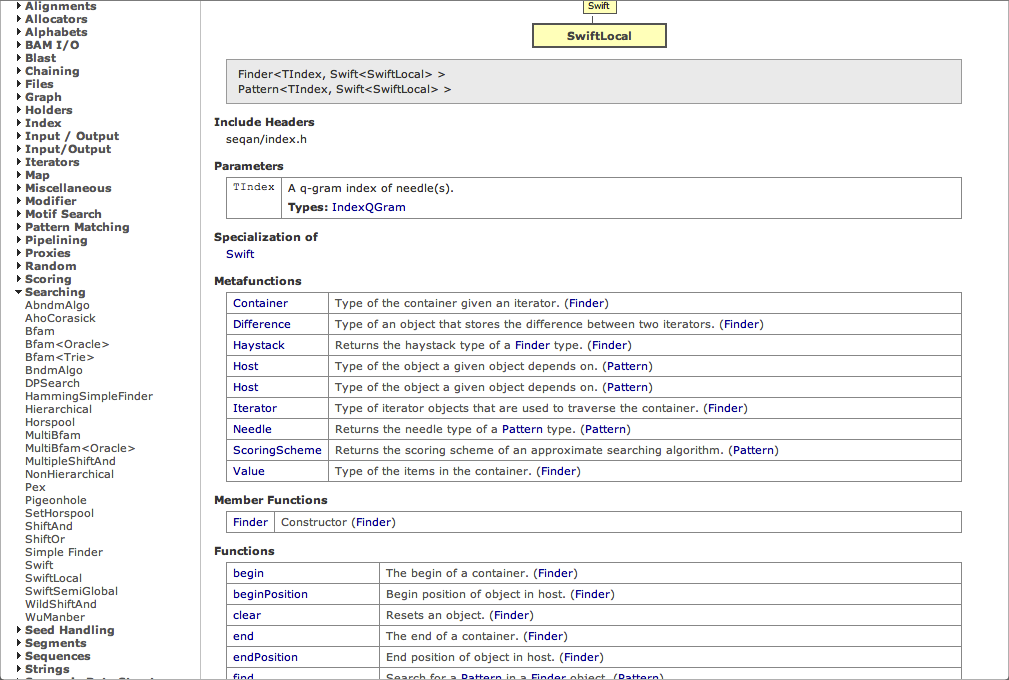 Alignments
Allocators
Alphabets
BAM I/O
Blast
Chaining
Files
Graph
Holders
Index
Input / Output
Input/Output
Iterators
Map
Miscellaneous
Modifier
Motif Search
Pattern Matching
Pipelining
Proxies
Random
Scoring
Searching
AbndmAlgo
AhoCorasick
Bfam
Bfam<Oracle>
Bfam<Trie>
BndmAlgo
DPSearch
HammingSimpleFinder
Hierarchical
Horspool
MultiBfam
MultiBfam<Oracle>
MultipleShiftAnd
NonHierarchical
Pex
Pigeonhole
SetHorspool
ShiftAnd
ShiftOr
Simple Finder
Swift
SwiftLocal
SwiftSemiGlobal
WildShiftAnd
WuManber
Seed Handling
Segments
Sequences
Strings
Swift
SwiftLocal
Finder<TIndex, Swift<SwiftLocal> >
Pattern<TIndex, Swift<SwiftLocal> >
Include Headers
seqan/index.h
Parameters
TIndex A q-gram index of needle(s).
Types: IndexQGram
Specialization of
Swift
Metafunctions
Container Type of the container given an iterator. (Finder)
Difference Type of an object that stores the difference between two iterators. (Finder)
Haystack Returns the haystack type of a Finder type. (Finder)
Host Type of the object a given object depends on. (Pattern)
Host Type of the object a given object depends on. (Pattern)
Iterator Type of iterator objects that are used to traverse the container. (Finder)
Needle Returns the needle type of a Pattern type. (Pattern)
ScoringScheme Returns the scoring scheme of an approximate searching algorithm. (Pattern)
Value Type of the items in the container. (Finder)
Member Functions
Finder Constructor (Finder)
Functions
begin The begin of a container. (Finder)
beginPosition Begin position of object in host. (Finder)
clear Resets an object. (Finder)
end The end of a container. (Finder)
endPosition End position of object in host. (Finder)
find Search for a Pattern in a Finder object. (Pattern)